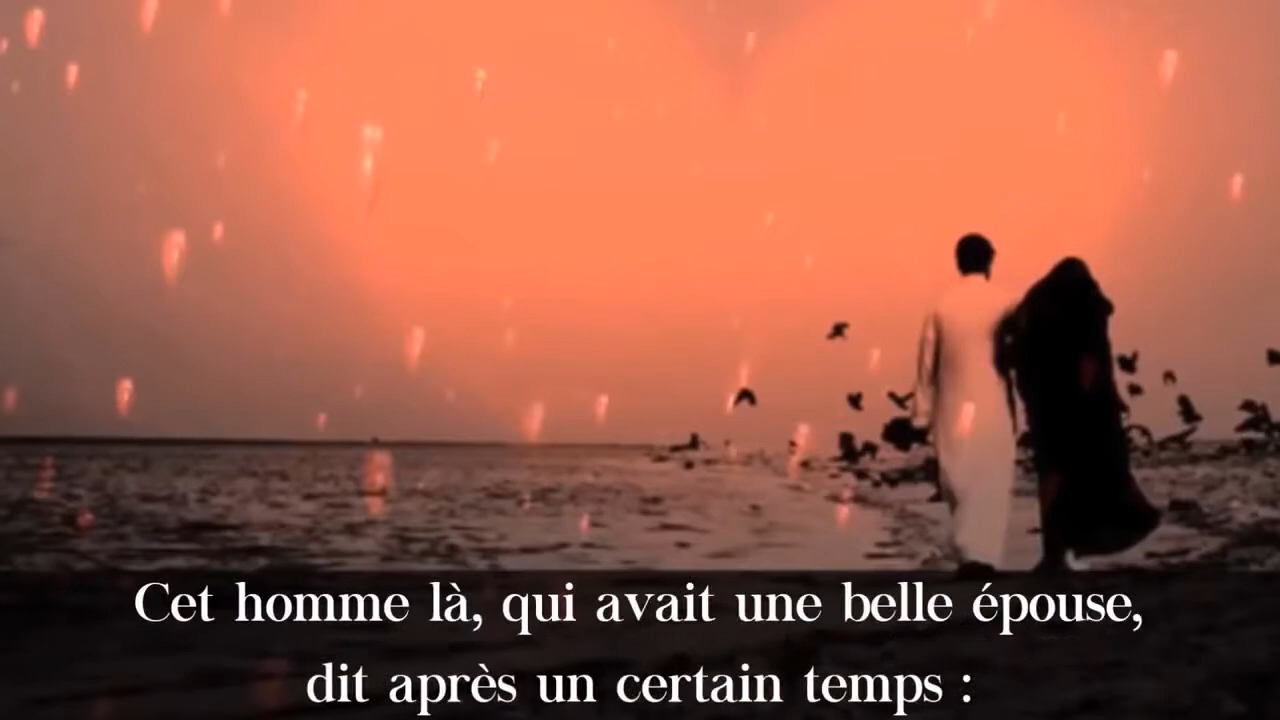 Cet homme là, qui avait une belle épouse,
dit après un certain temps :